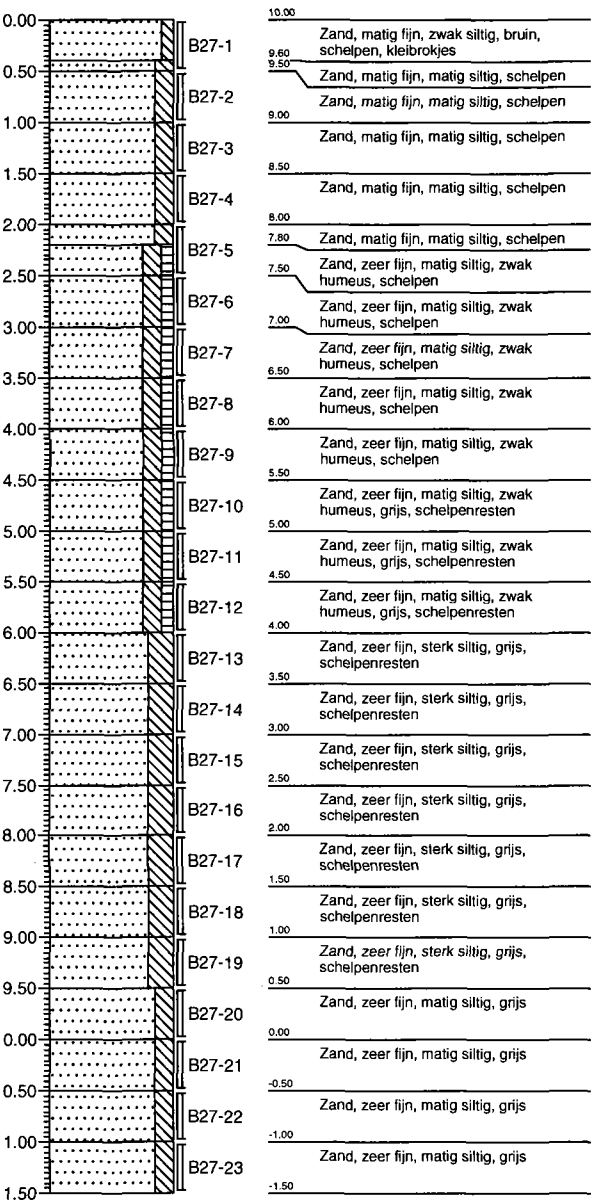 0.00
0.50
1.00
1.50
2.00
2.50
3.00
3.50
4.00
4.50
5.00
5.50
6.00
6.50
7.00
7.50
8.00
8.50
9.00
9.50
0.00
0.50
1.00
1.50
B27-1
B27-2
B27-3
B27-4
B27-5
B27-6
B27-7
B27-8
B27-9
B27-10
B27-11
B27-12
B27-13
B27-14
B27-15
B27-16
B27-17
B27-18
B27-19
B27-20
B27-21
B27-22
B27-23
10.00
Zand, matig fijn, zwak siltig, bruin,
schelpen, kleibrokjes
9.60
9.50
Zand, matig fijn, matig siltig, schelpen
Zand, matig fijn, matig siltig, schelpen
9.00
Zand, matig fijn, matig siltig, schelpen
8.50
Zand, matig fijn, matig siltig, schelpen
8.00
7.80
Zand, matig fijn, matig siltig, schelpen
Zand, zeer fijn, matig siltig, zwak
humeus, schelpen
7.50
Zand, zeer fijn, matig siltig, zwak
humeus, schelpen
7.00
Zand, zeer fijn, matig siltig, zwak
humeus, schelpen
6.50
Zand, zeer fijn, matig siltig, zwak
humeus, schelpen
6.00
Zand, zeer fijn, matig siltig, zwak
humeus, schelpen
5.50
Zand, zeer fijn, matig siltig, zwak
humeus, grijs, schelpenresten
5.00
Zand, zeer fijn, matig siltig, zwak
humeus, grijs, schelpenresten
4.50
Zand, zeer fijn, matig siltig, zwak
humeus, grijs, schelpenresten
4.00
Zand, zeer fijn, sterk siltig, grijs,
schelpenresten
3.50
Zand, zeer fijn, sterk siltig, grijs,
schelpenresten
3.00
Zand, zeer fijn, sterk siltig, grijs,
schelpenresten
2.50
Zand, zeer fijn, sterk siltig, grijs,
schelpenresten
2.00
Zand, zeer fijn, sterk siltig, grijs,
schelpenresten
1.50
Zand, zeer fijn, sterk siltig, grijs,
schelpenresten
1.00
Zand, zeer fijn, sterk siltig, grijs,
schelpenresten
0.50
Zand, zeer fijn, matig siltig, grijs
0.00
Zand, zeer fijn, matig siltig, grijs
-0.50
Zand, zeer fijn, matig siltig, grijs
-1.00
Zand, zeer fijn, matig siltig, grijs
-1.50